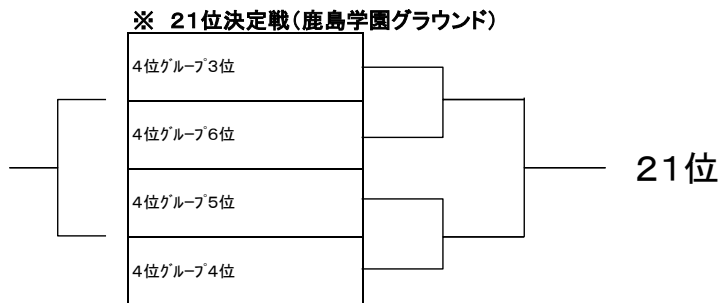 ※ 21位決定戦(鹿島学園グラウンド)
4位グループ3位
4位グループ6位
4位グループ5位
4位グループ4位
21位